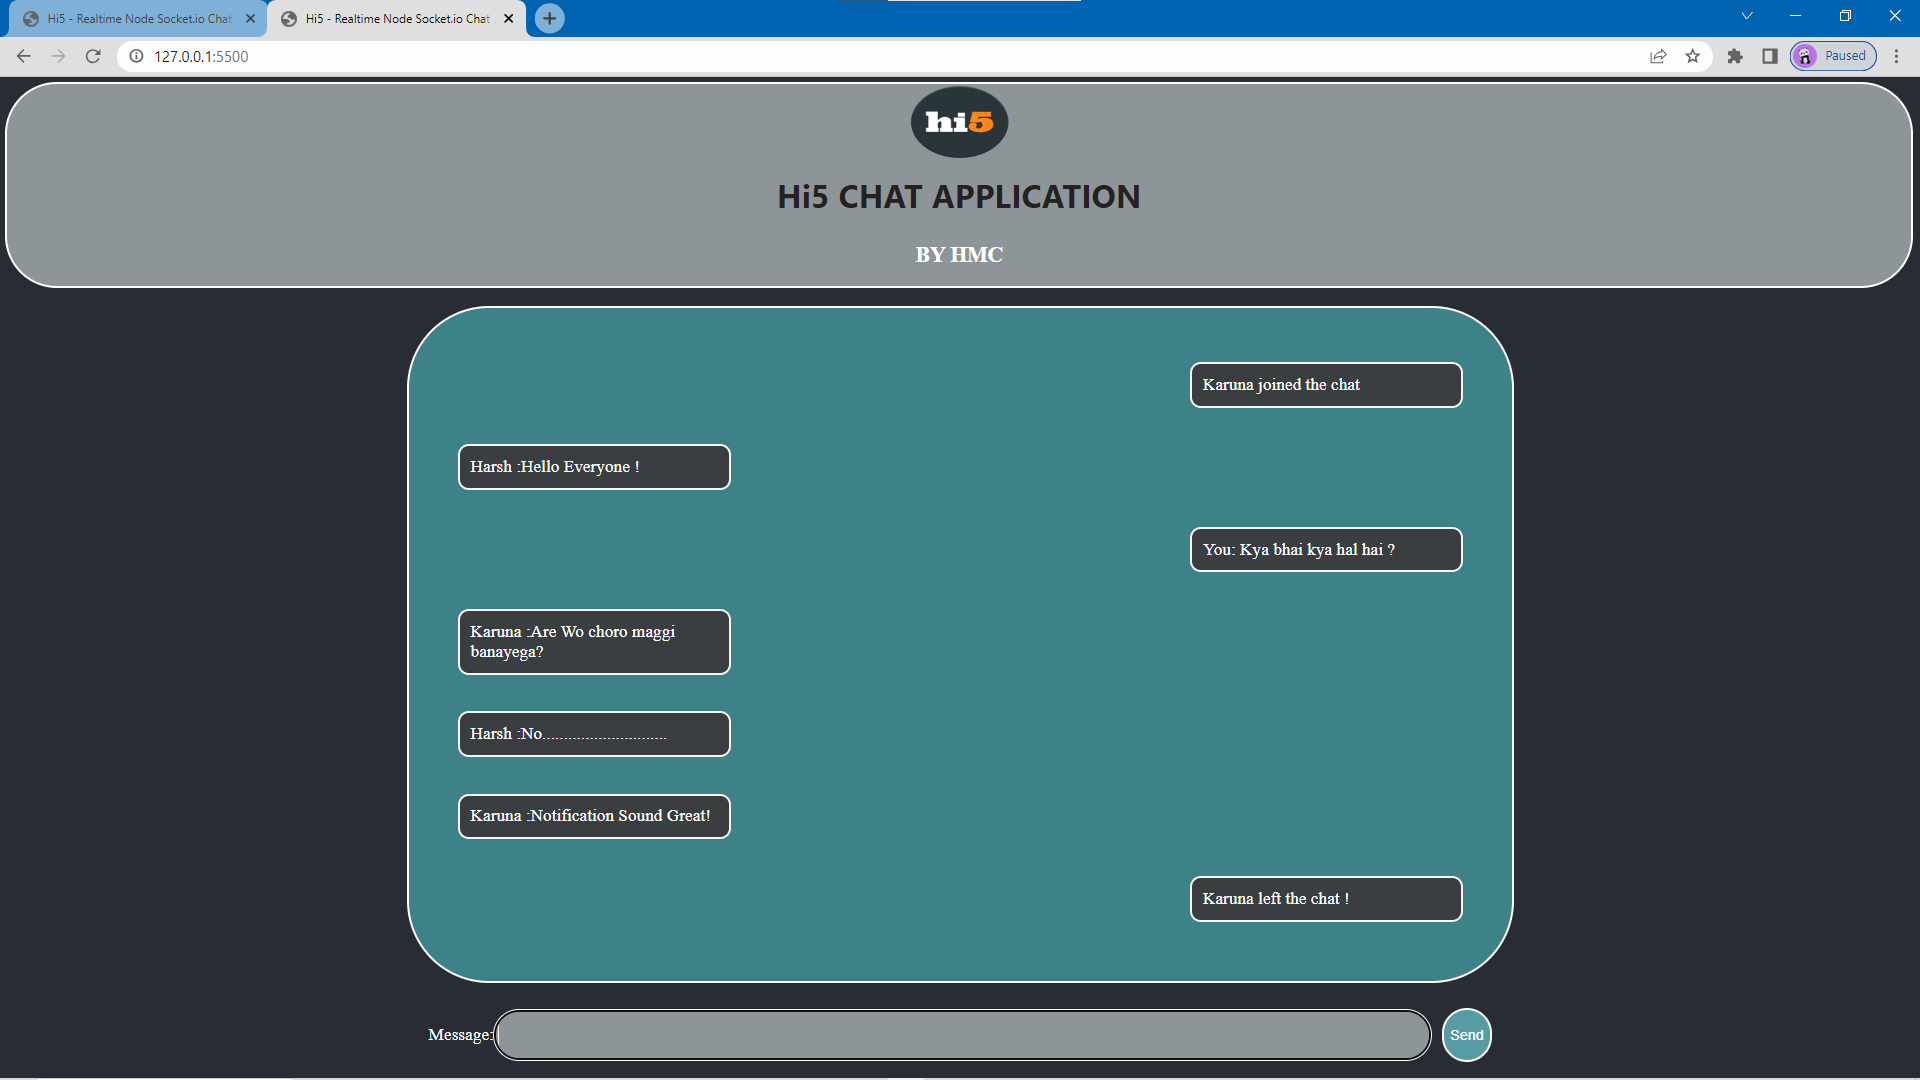 Hi5 - Realtime Node Socket.io Chat
Hi5 - Realtime Node Socket.io Chat
127.0.0.1:5500
Paused
hi5
Hi5 CHAT APPLICATION
BY HMC
Karuna joined the chat
Harsh :Hello Everyone !
You: Kya bhai kya hal hai ?
Karuna :Are Wo choro maggi
banayega?
Harsh :No.............................
Karuna :Notification Sound Great!
Karuna left the chat !
Message:
Send